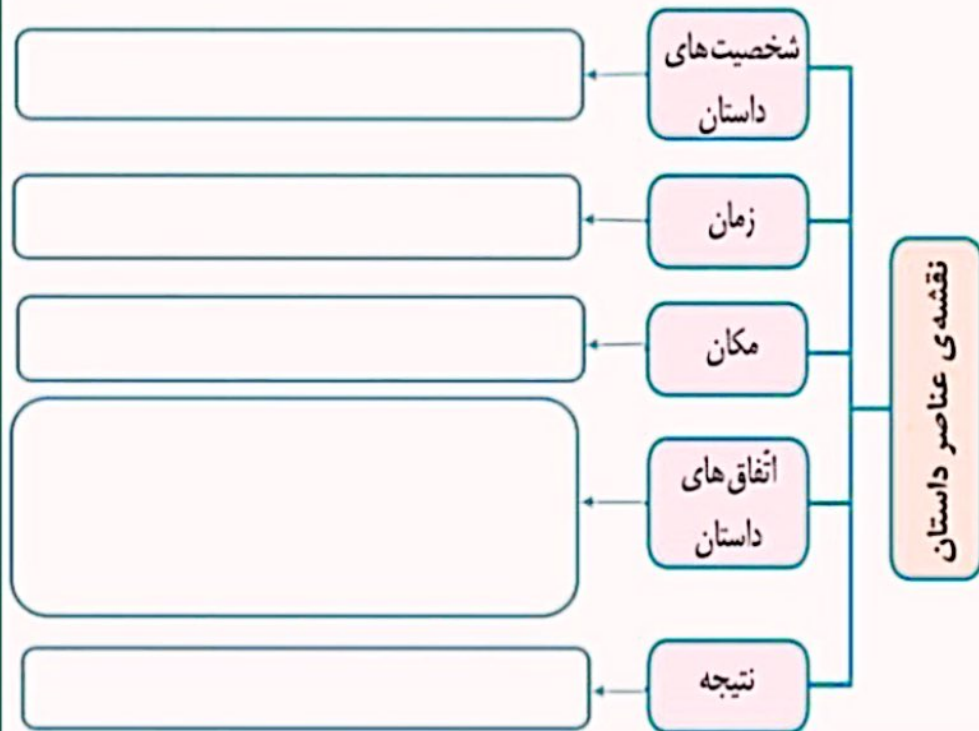 نقشه‌ی عناصر داستان
شخصیت‌های
داستان
زمان
مکان
اتّفاق‌های
داستان
نتیجه